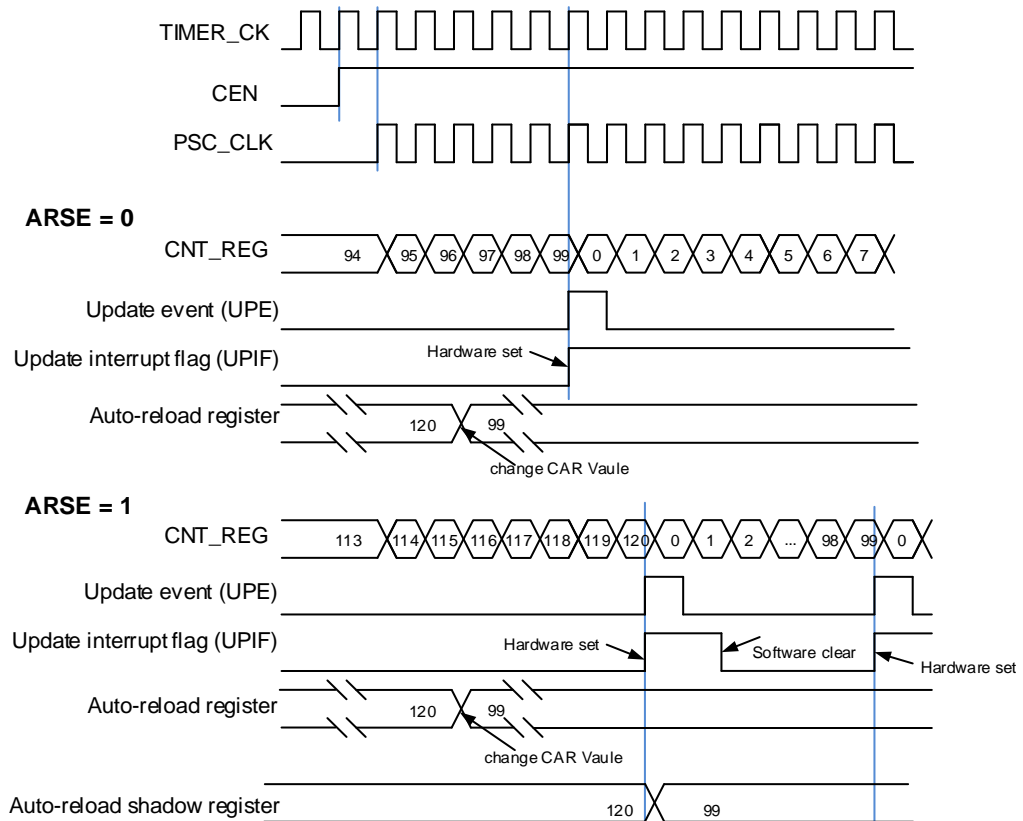 TIMER_CK
CEN
PSC_CLK
ARSE = 0
CNT_REG 94 95 96 97 98 99 0 1 2 3 4 5 6 7
Update event (UPE)
Update interrupt flag (UPIF) Hardware set
Auto-reload register 120 99
change CAR Vaule
ARSE = 1
CNT_REG 113 114 115 116 117 118 119 120 0 1 2 ... 98 99 0
Update event (UPE)
Update interrupt flag (UPIF) Hardware set Software clear Hardware set
Auto-reload register 120 99
change CAR Vaule
Auto-reload shadow register 120 99